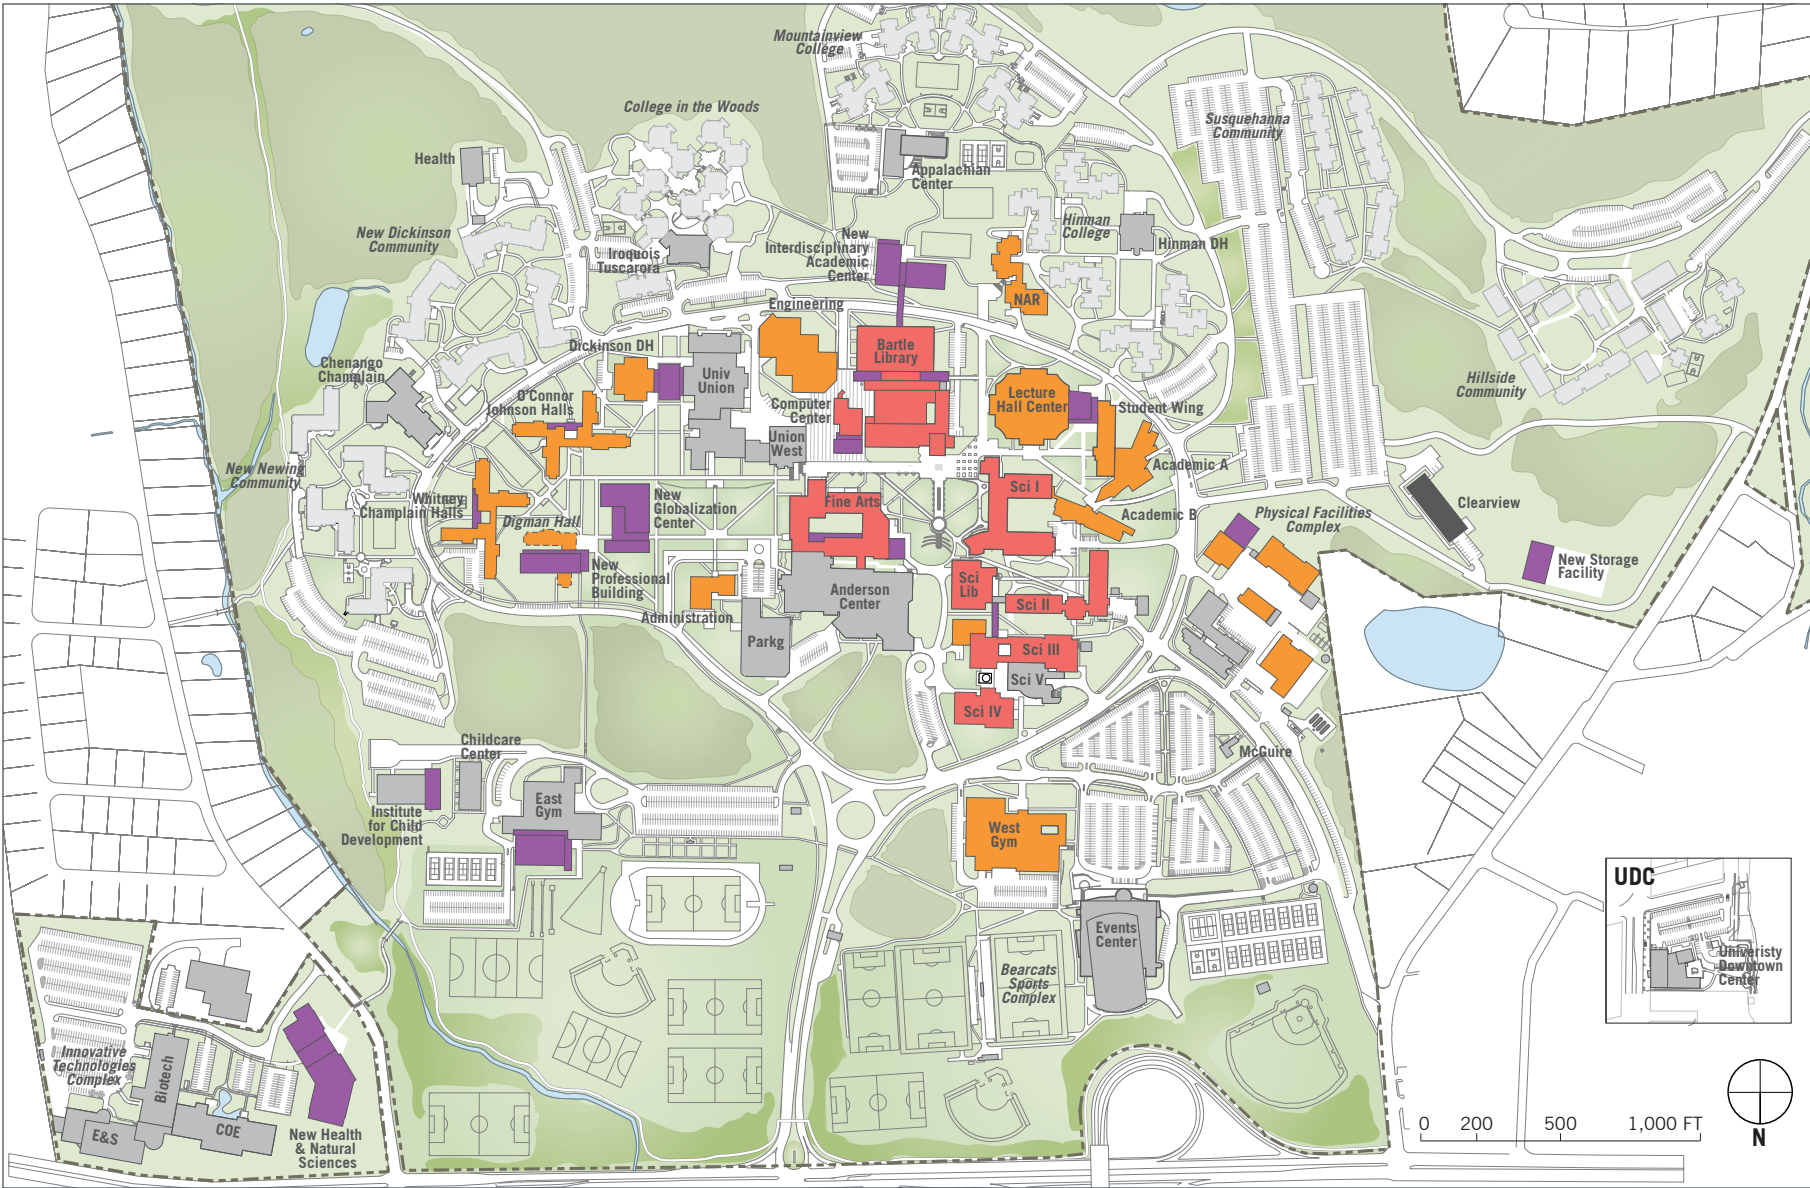 Mountainview
College
College in the Woods
Susquehanna
Community
Health
Appalachian
Center
New Dickinson
Community
Iroquois
Tuscarora
New
Interdisciplinary
Academic
Center
Hinman
College
Hinman DH
NAR
Engineering
Dickinson DH
Bartle
Library
Univ
Union
Chenango
Champlain
O'Connor
Johnson Halls
Computer
Center
Union
West
Lecture
Hall Center
Student Wing
Hillside
Community
Academic A
New Newing
Community
Whitney
Champlain Halls
Digman Hall
New
Globalization
Center
Fine Arts
Sci I
Academic B
Physical Facilities
Complex
Clearview
New Storage
Facility
New
Professional
Building
Administration
Parkg
Anderson
Center
Sci
Lib
Sci II
Sci III
Sci V
Sci IV
McGuire
Childcare
Center
Institute
for Child
Development
East
Gym
West
Gym
Events
Center
Bearcats
Sports
Complex
UDC
Univeristy
Downtown
Center
Innovative
Technologies
Complex
Biotech
E&S
COE
New Health
& Natural
Sciences
0 200 500 1,000 FT
N